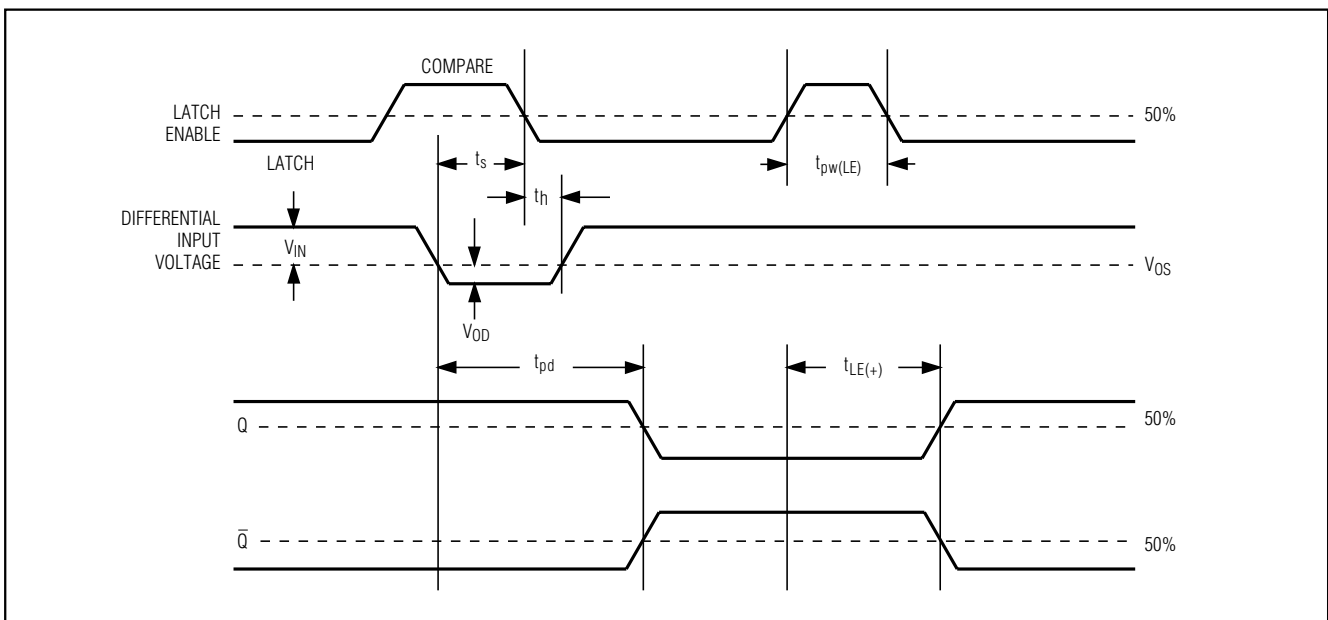 COMPARE
LATCH
ENABLE
50%
LATCH
ts
tpw(LE)
th
DIFFERENTIAL
INPUT
VOLTAGE
VIN
VOS
VOD
tpd
tLE(+)
Q
50%
Q̅
50%